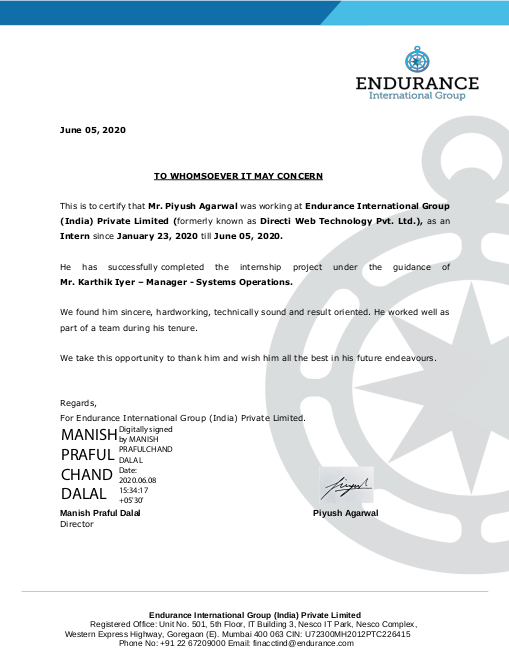 ENDURANCE
International Group
June 05, 2020
TO WHOMSOEVER IT MAY CONCERN
This is to certify that Mr. Piyush Agarwal was working at Endurance International Group
(India) Private Limited (formerly known as Directi Web Technology Pvt. Ltd.), as an
Intern since January 23, 2020 till June 05, 2020.
He has successfully completed the internship project under the guidance of
Mr. Karthik Iyer – Manager - Systems Operations.
We found him sincere, hardworking, technically sound and result oriented. He worked well as
part of a team during his tenure.
We take this opportunity to thank him and wish him all the best in his future endeavours.
Regards,
For Endurance International Group (India) Private Limited.
MANISH
PRAFUL
CHAND
DALAL
Digitally signed
by MANISH
PRAFULCHAND
DALAL
Date:
2020.06.08
15:34:17
+05'30'
Manish Praful Dalal
Director
Piyush Agarwal
Endurance International Group (India) Private Limited
Registered Office: Unit No. 501, 5th Floor, IT Building 3, Nesco IT Park, Nesco Complex,
Western Express Highway, Goregaon (E). Mumbai 400 063 CIN: U72300MH2012PTC226415
Phone No: +91 22 67209000 Email: finacctind@endurance.com